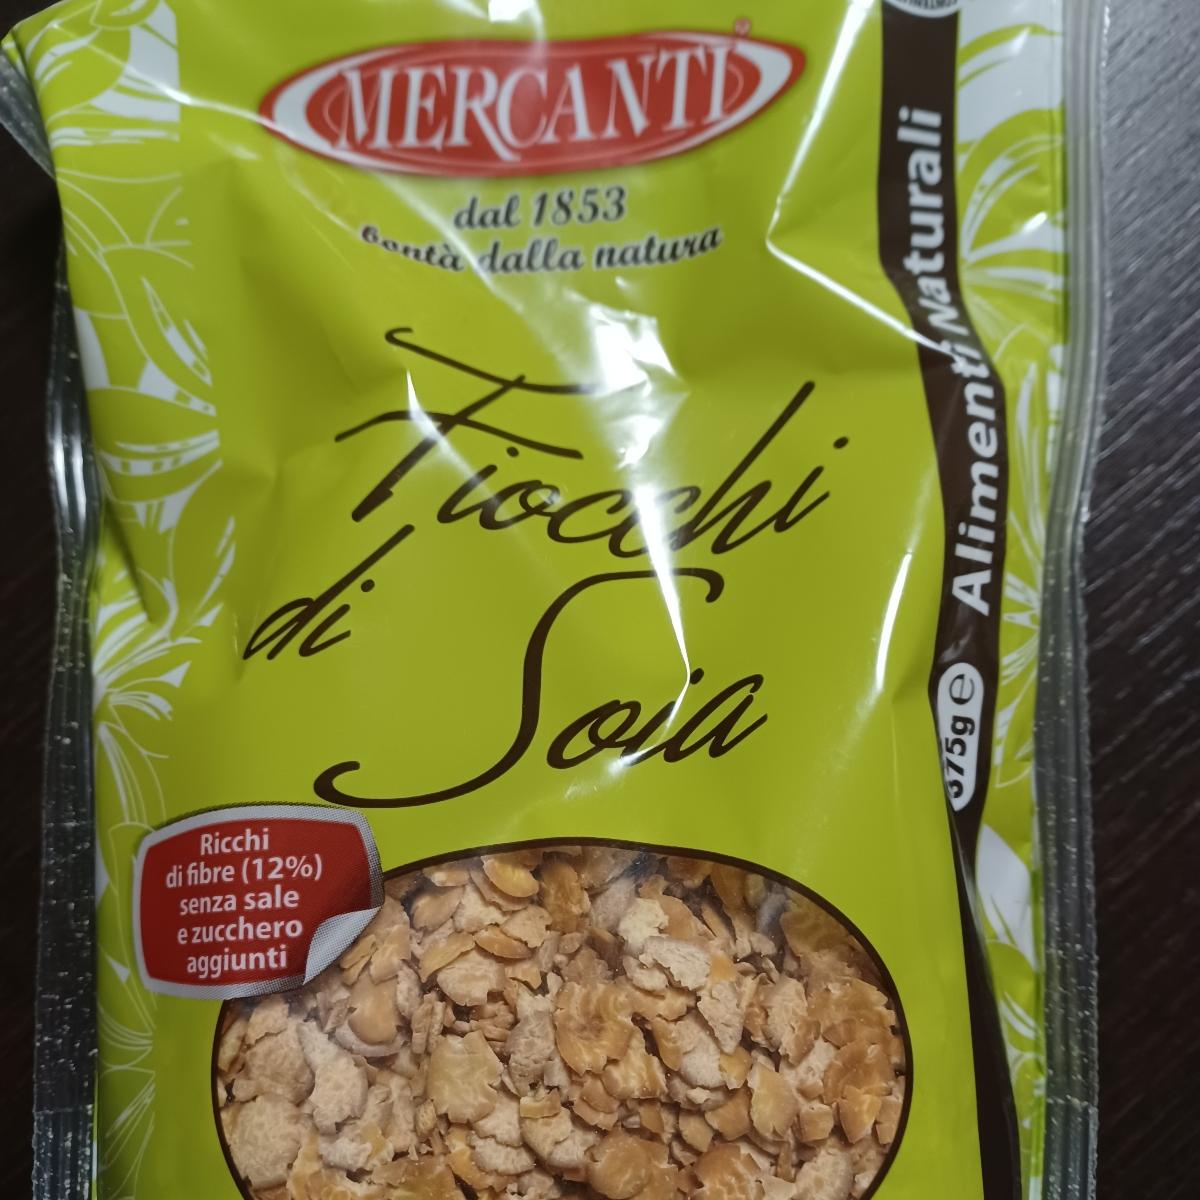 MERCANTI
dal 1853
bontà dalla natura
Fiocchi
di
Soia
Ricchi
di fibre (12%)
senza sale
e zucchero
aggiunti
Alimenti Naturali
375g e